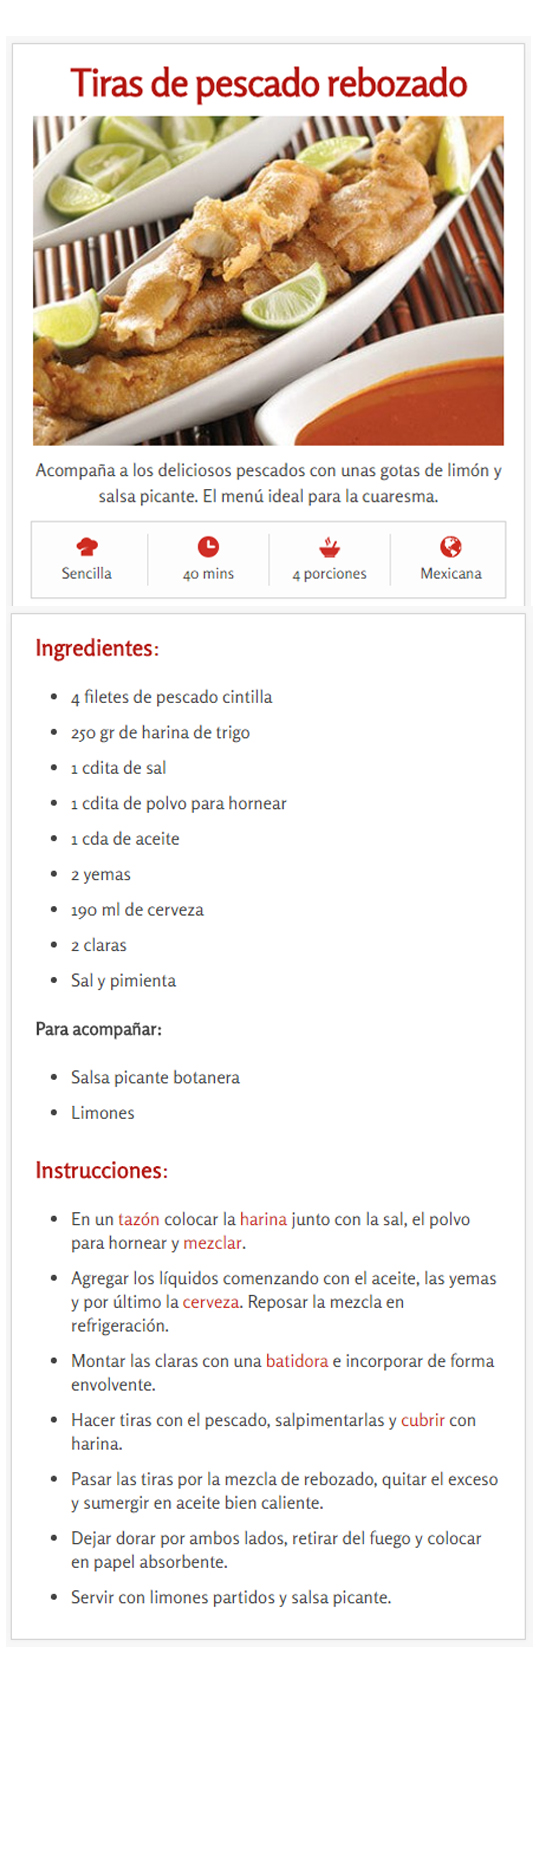 Tiras de pescado rebozado
Acompaña a los deliciosos pescados con unas gotas de limón y
salsa picante. El menú ideal para la cuaresma.
Sencilla
40 mins
4 porciones
Mexicana
Ingredientes:
• 4 filetes de pescado cintilla
• 250 gr de harina de trigo
• 1 cdita de sal
• 1 cdita de polvo para hornear
• 1 cda de aceite
• 2 yemas
• 190 ml de cerveza
• 2 claras
• Sal y pimienta
Para acompañar:
• Salsa picante botanera
• Limones
Instrucciones:
• En un tazón colocar la harina junto con la sal, el polvo
para hornear y mezclar.
• Agregar los líquidos comenzando con el aceite, las yemas
y por último la cerveza. Reposar la mezcla en
refrigeración.
• Montar las claras con una batidora e incorporar de forma
envolvente.
• Hacer tiras con el pescado, salpimentarlas y cubrir con
harina.
• Pasar las tiras por la mezcla de rebozado, quitar el exceso
y sumergir en aceite bien caliente.
• Dejar dorar por ambos lados, retirar del fuego y colocar
en papel absorbente.
• Servir con limones partidos y salsa picante.